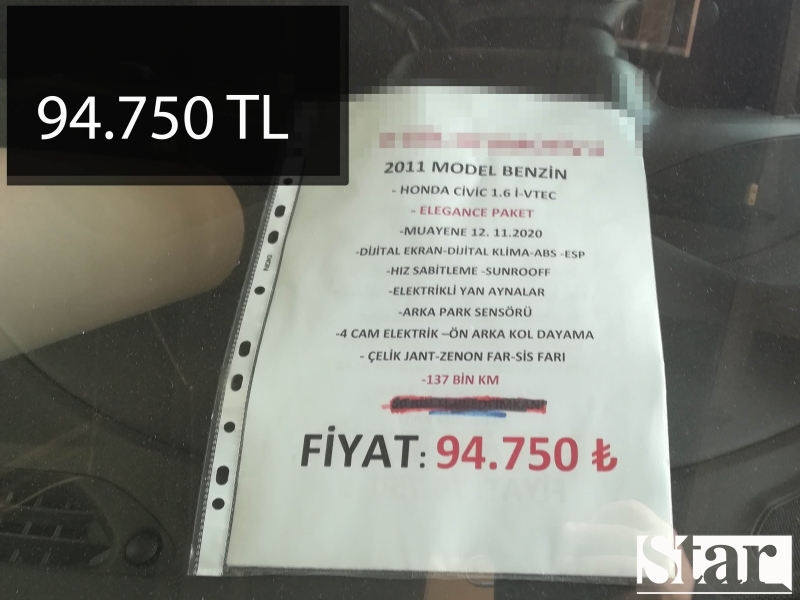 94.750 TL
2011 MODEL BENZİN
- HONDA CİVİC 1.6 İ-VTEC
- ELEGANCE PAKET
-MUAYENE 12. 11.2020
-DİJİTAL EKRAN-DİJİTAL KLİMA-ABS -ESP
-HIZ SABİTLEME -SUNROOFF
-ELEKTRİKLİ YAN AYNALAR
-ARKA PARK SENSÖRÜ
-4 CAM ELEKTRİK –ÖN ARKA KOL DAYAMA
- ÇELİK JANT-ZENON FAR-SİS FARI
-137 BİN KM
FİYAT: 94.750 ₺
Star